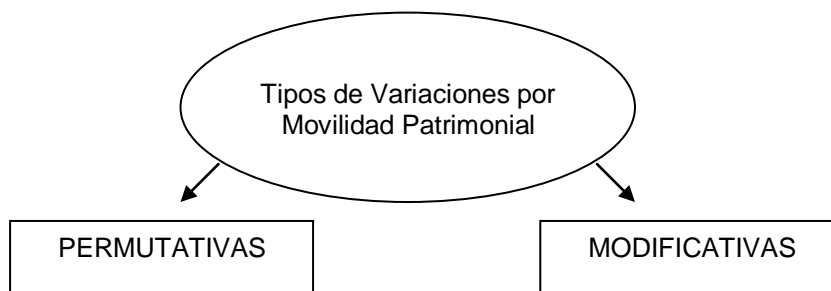 Tipos de Variaciones por
Movilidad Patrimonial
PERMUTATIVAS
MODIFICATIVAS